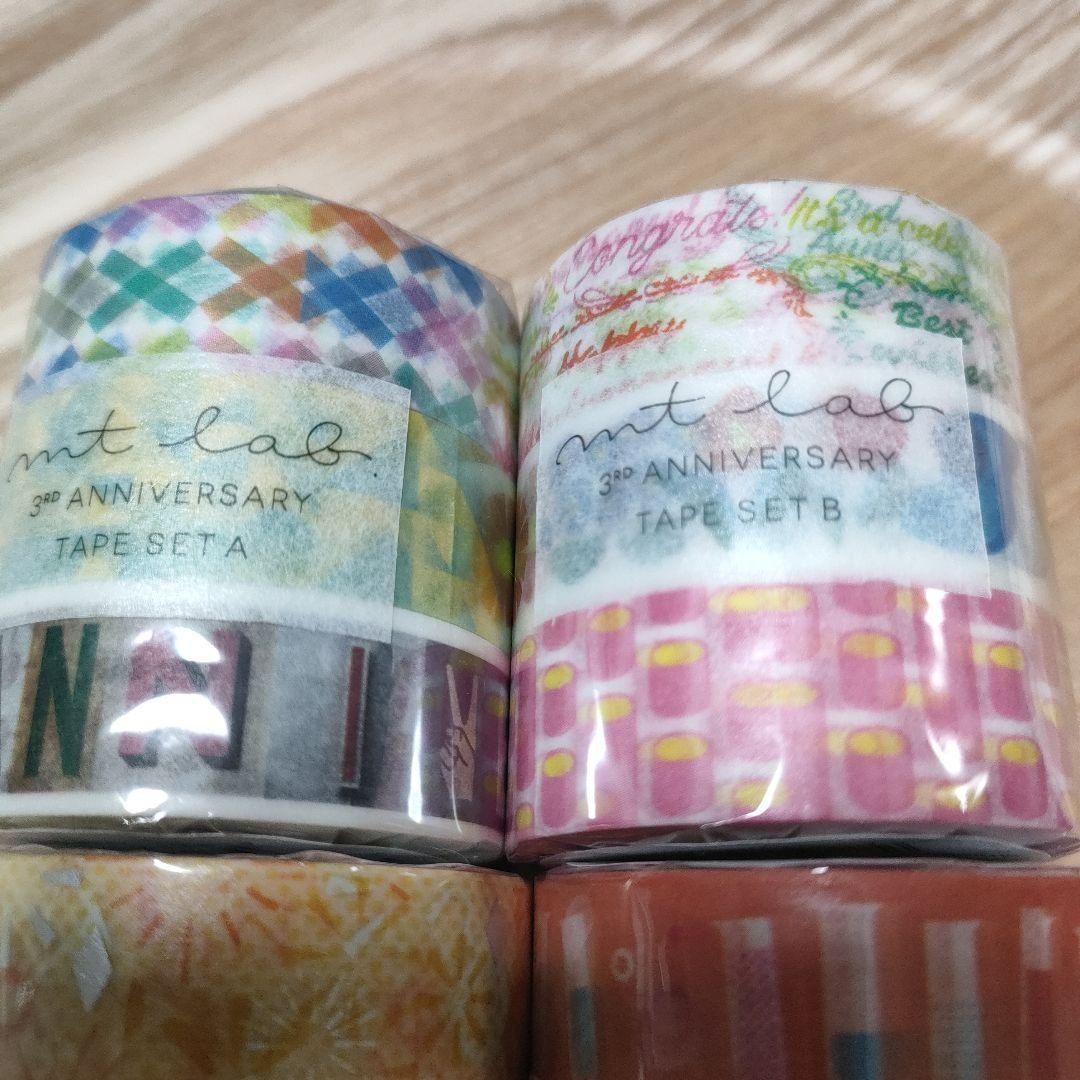 mt lab.
3RD ANNIVERSARY
TAPE SET A
N N I V
Congrats!
It's a
Best
mt lab.
3RD ANNIVERSARY
TAPE SET B